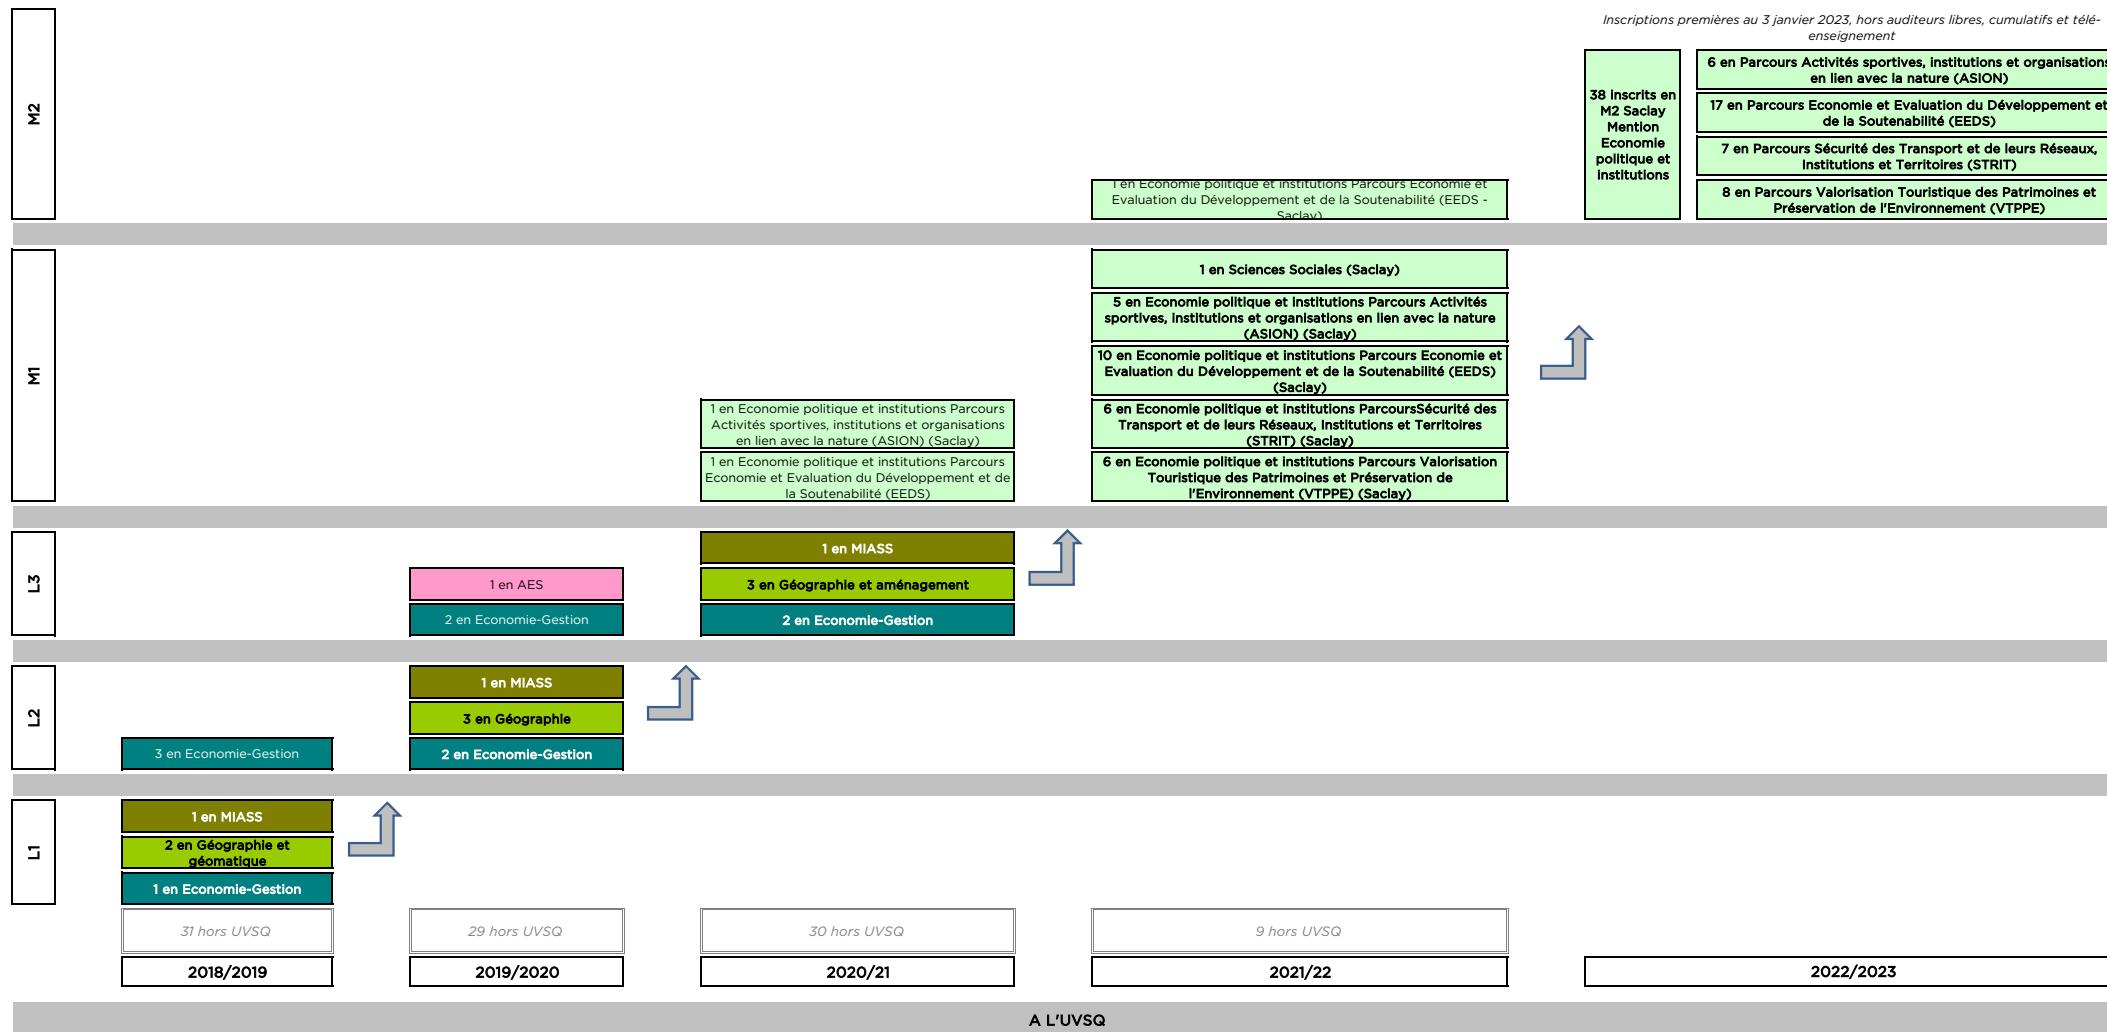 Inscriptions premières au 3 janvier 2023, hors auditeurs libres, cumulatifs et télé-
enseignement
M2
38 inscrits en
M2 Saclay
Mention
Economie
politique et
institutions
6 en Parcours Activités sportives, institutions et organisations
en lien avec la nature (ASION)
17 en Parcours Economie et Evaluation du Développement et
de la Soutenabilité (EEDS)
7 en Parcours Sécurité des Transport et de leurs Réseaux,
Institutions et Territoires (STRIT)
8 en Parcours Valorisation Touristique des Patrimoines et
Préservation de l'Environnement (VTPPE)
1 en Economie politique et institutions Parcours Economie et
Evaluation du Développement et de la Soutenabilité (EEDS -
Saclay)
M1
1 en Sciences Sociales (Saclay)
5 en Economie politique et institutions Parcours Activités
sportives, institutions et organisations en lien avec la nature
(ASION) (Saclay)
10 en Economie politique et institutions Parcours Economie et
Evaluation du Développement et de la Soutenabilité (EEDS)
(Saclay)
1 en Economie politique et institutions Parcours
Activités sportives, institutions et organisations
en lien avec la nature (ASION) (Saclay)
6 en Economie politique et institutions ParcoursSécurité des
Transport et de leurs Réseaux, Institutions et Territoires
(STRIT) (Saclay)
1 en Economie politique et institutions Parcours
Economie et Evaluation du Développement et de
la Soutenabilité (EEDS)
6 en Economie politique et institutions Parcours Valorisation
Touristique des Patrimoines et Préservation de
l'Environnement (VTPPE) (Saclay)
L3
1 en MIASS
1 en AES
3 en Géographie et aménagement
2 en Economie-Gestion
2 en Economie-Gestion
L2
1 en MIASS
3 en Géographie
3 en Economie-Gestion
2 en Economie-Gestion
L1
1 en MIASS
2 en Géographie et
géomatique
1 en Economie-Gestion
31 hors UVSQ
29 hors UVSQ
30 hors UVSQ
9 hors UVSQ
2018/2019
2019/2020
2020/21
2021/22
2022/2023
A L'UVSQ